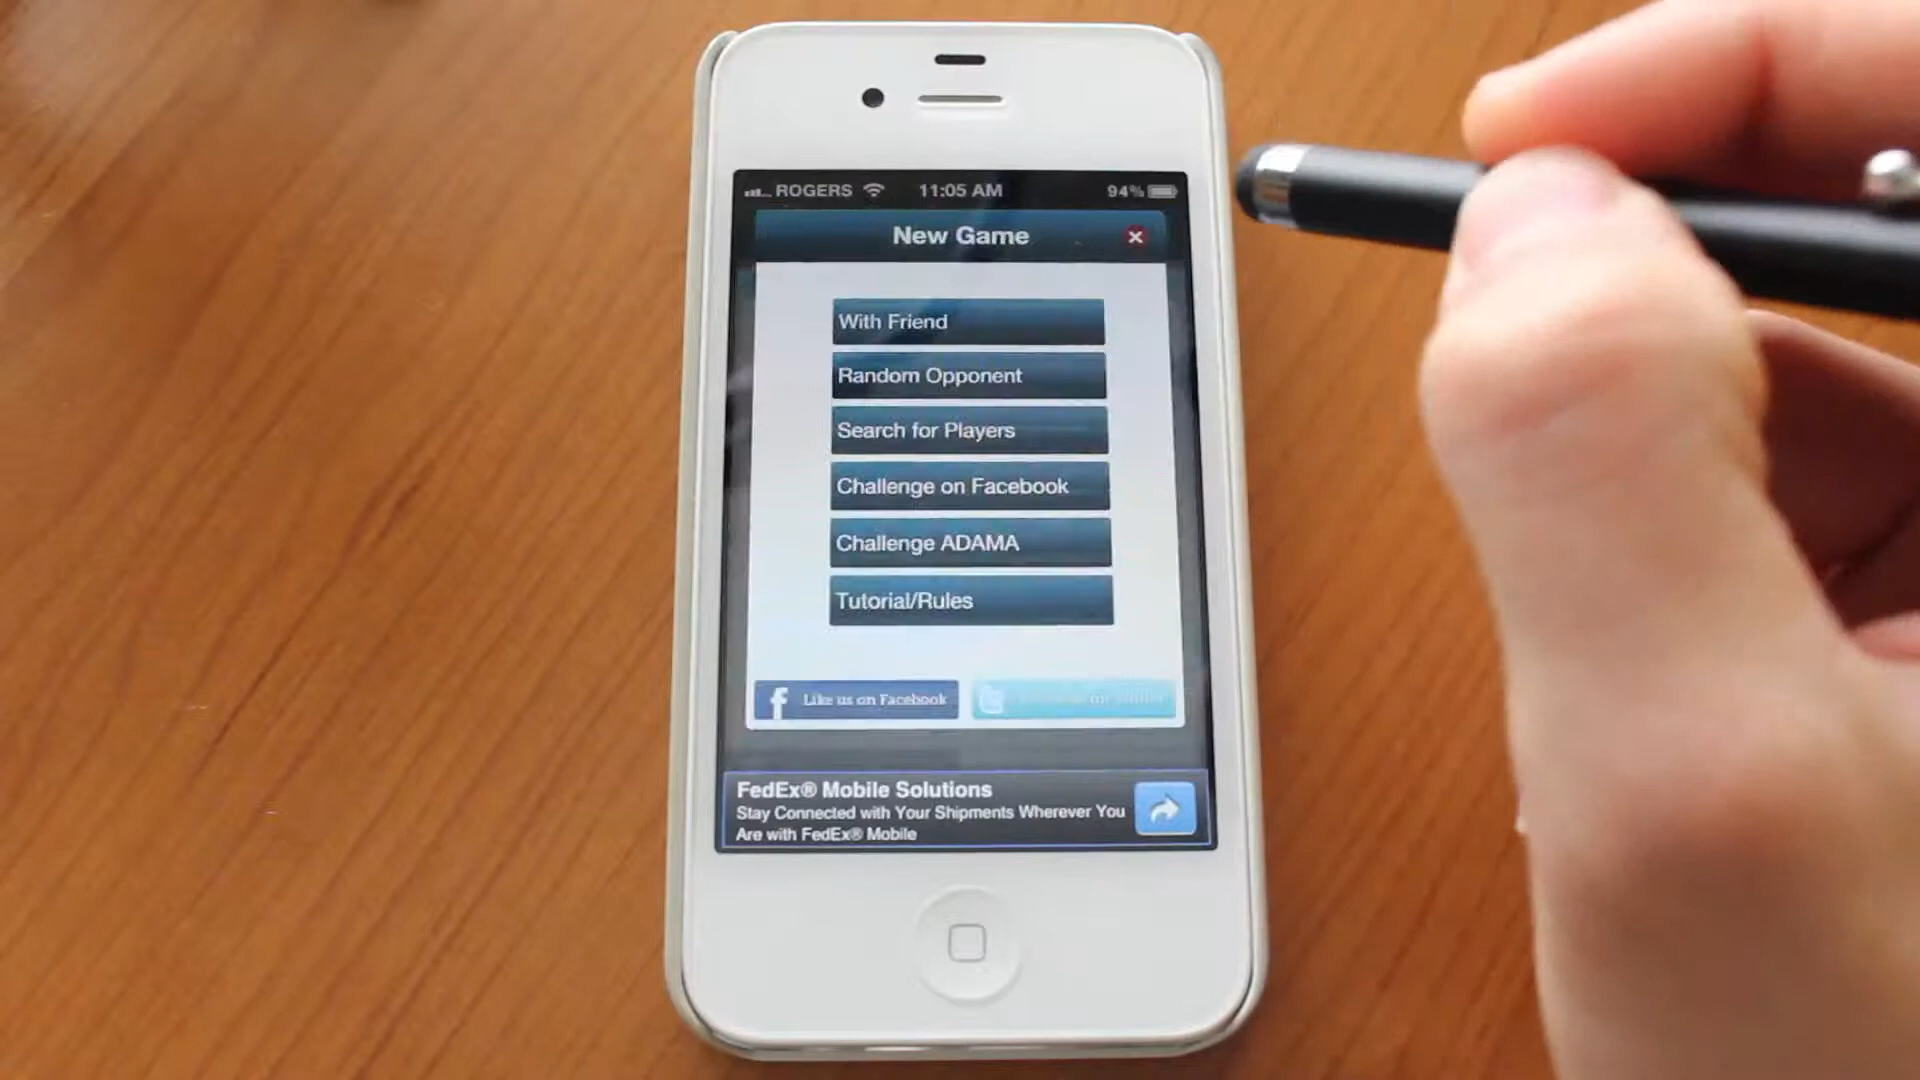 ROGERS 11:05 AM 94%
New Game
With Friend
Random Opponent
Search for Players
Challenge on Facebook
Challenge ADAMA
Tutorial/Rules
f Like us on Facebook
FedEx® Mobile Solutions
Stay Connected with Your Shipments Wherever You
Are with FedEx® Mobile